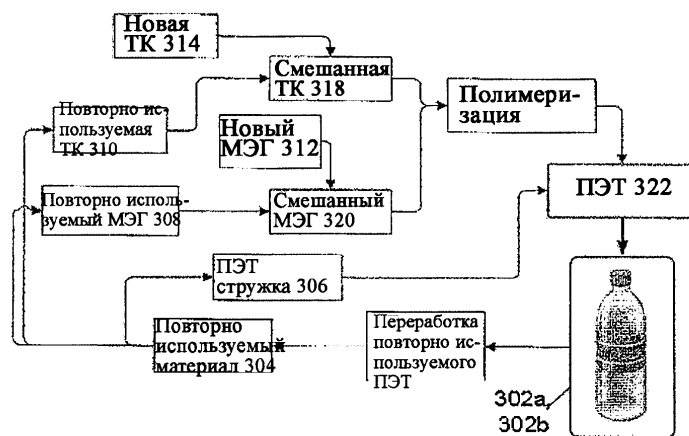 Новая
ТК 314
Смешанная
ТК 318
Повторно ис-
пользуемая
ТК 310
Новый
МЭГ 312
Полимери-
зация
ПЭТ 322
Повторно исполь-
зуемый МЭГ 308
Смешанный
МЭГ 320
ПЭТ
стружка 306
Повторно
используемый
материал 304
Переработка
повторно ис-
пользуемого
ПЭТ
302a,
302b